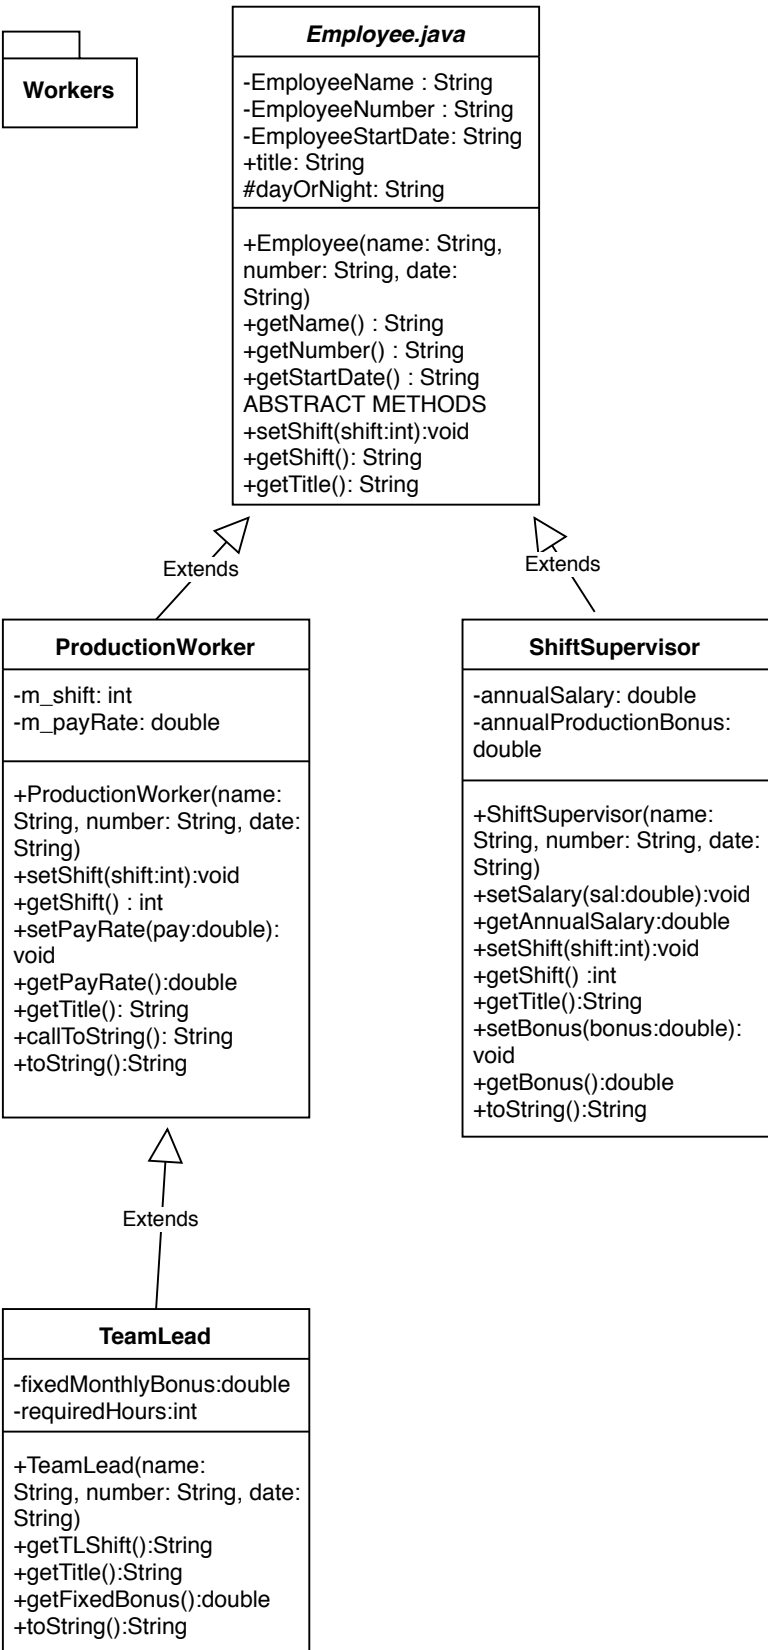 Employee.java
Workers
-EmployeeName : String
-EmployeeNumber : String
-EmployeeStartDate: String
+title: String
#dayOrNight: String
+Employee(name: String,
number: String, date:
String)
+getName() : String
+getNumber() : String
+getStartDate() : String
ABSTRACT METHODS
+setShift(shift:int):void
+getShift(): String
+getTitle(): String
Extends
Extends
ProductionWorker
-m_shift: int
-m_payRate: double
+ProductionWorker(name:
String, number: String, date:
String)
+setShift(shift:int):void
+getShift() : int
+setPayRate(pay:double):
void
+getPayRate():double
+getTitle(): String
+callToString(): String
+toString():String
ShiftSupervisor
-annualSalary: double
-annualProductionBonus:
double
+ShiftSupervisor(name:
String, number: String, date:
String)
+setSalary(sal:double):void
+getAnnualSalary:double
+setShift(shift:int):void
+getShift() :int
+getTitle():String
+setBonus(bonus:double):
void
+getBonus():double
+toString():String
Extends
TeamLead
-fixedMonthlyBonus:double
-requiredHours:int
+TeamLead(name:
String, number: String, date:
String)
+getTLShift():String
+getTitle():String
+getFixedBonus():double
+toString():String